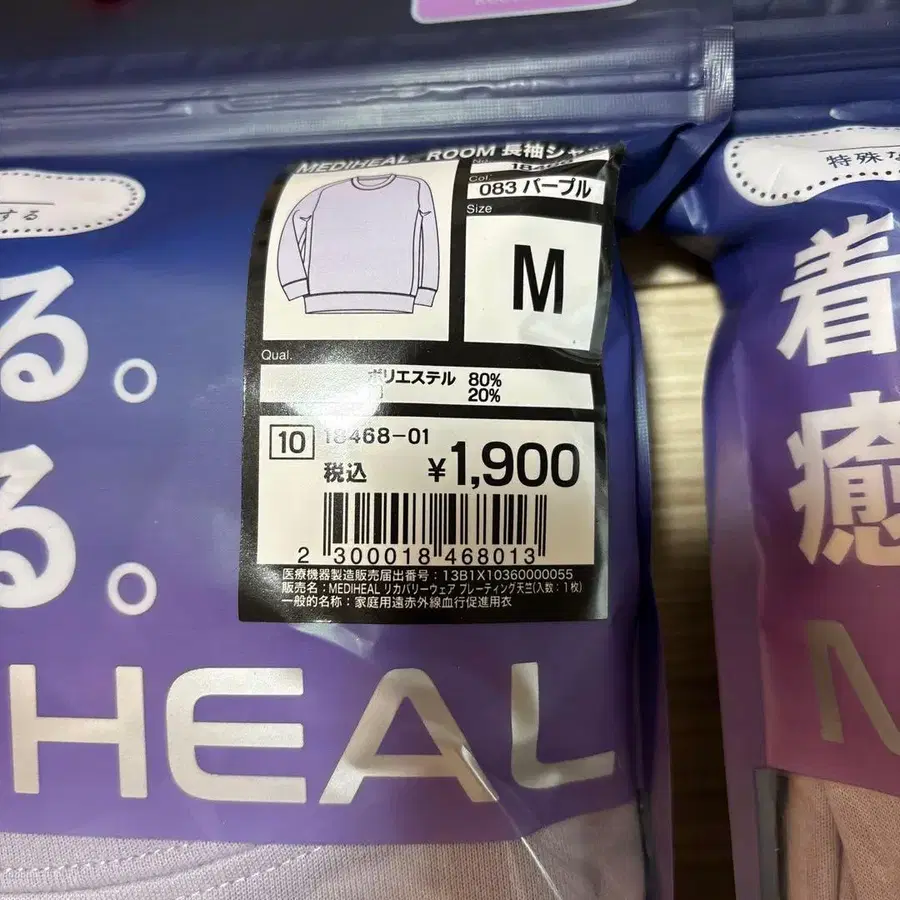 する
る。
る。
HEAL
MEDIHEAL ROOM 長袖シャツ
No.
Col.
083 パープル
Size
M
Qual.
ポリエステル 80%
20%
10 18468-01
税込 ¥1,900
2 300018 468013
医療機器製造販売届出番号：13B1X10360000055
販売名：MEDIHEAL リカバリーウェア プレーティング天竺(入数：1枚)
一般的名称：家庭用遠赤外線血行促進用衣
特殊な
着
癒